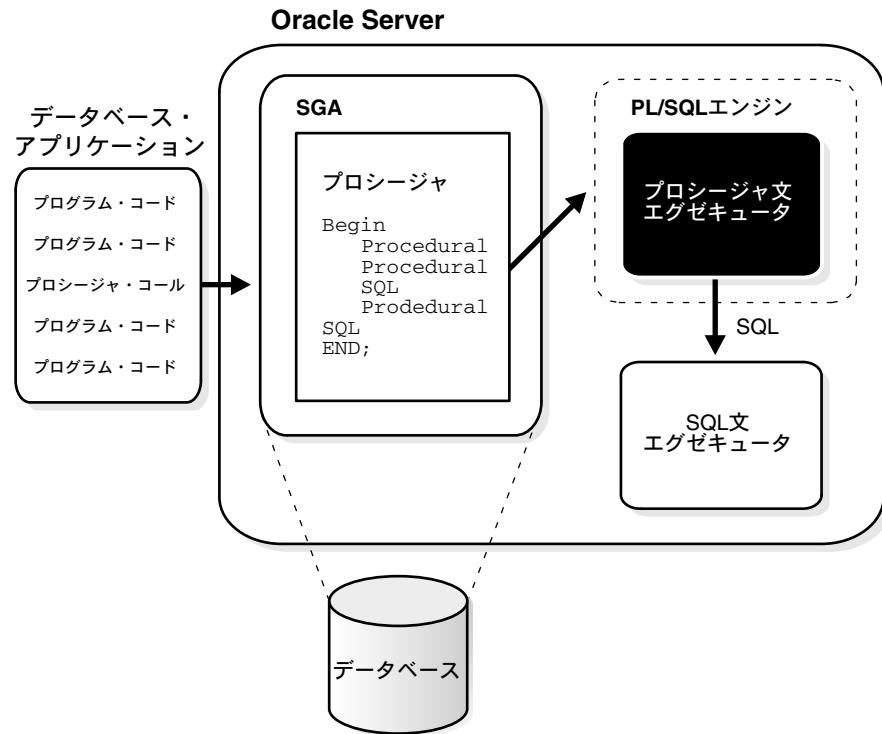 Oracle Server
データベース・
アプリケーション
プログラム・コード
プログラム・コード
プロシージャ・コール
プログラム・コード
プログラム・コード
SGA
プロシージャ
Begin
Procedural
Procedural
SQL
Prodedural
SQL
END;
PL/SQLエンジン
プロシージャ文
エグゼキュータ
SQL
SQL文
エグゼキュータ
データベース